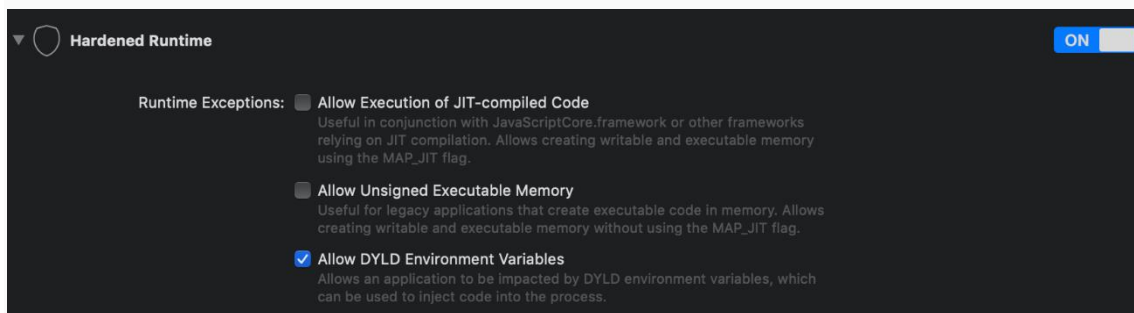 Hardened Runtime
ON
Runtime Exceptions: Allow Execution of JIT-compiled Code
Useful in conjunction with JavaScriptCore.framework or other frameworks
relying on JIT compilation. Allows creating writable and executable memory
using the MAP_JIT flag.
Allow Unsigned Executable Memory
Useful for legacy applications that create executable code in memory. Allows
creating writable and executable memory without using the MAP_JIT flag.
Allow DYLD Environment Variables
Allows an application to be impacted by DYLD environment variables, which
can be used to inject code into the process.